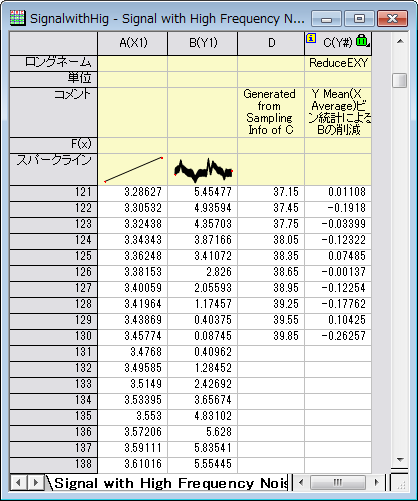 SignalwithHig - Signal with High Frequency N...
A(X1) B(Y1) D C(Y#)
ロングネーム ReduceEXY
単位
コメント Generated from Sampling Info of C Y Mean(X Average)ビン統計によるBの削減
F(x)
スパークライン
121 3.28627 5.45477 37.15 0.01108
122 3.30532 4.93594 37.45 -0.1918
123 3.32438 4.35703 37.75 -0.03399
124 3.34343 3.87166 38.05 -0.12322
125 3.36248 3.41072 38.35 0.07485
126 3.38153 2.826 38.65 -0.00137
127 3.40059 2.05593 38.95 -0.12254
128 3.41964 1.17457 39.25 -0.17762
129 3.43869 0.40375 39.55 0.10425
130 3.45774 0.08745 39.85 -0.26257
131 3.4768 0.40962
132 3.49585 1.28452
133 3.5149 2.42692
134 3.53395 3.65674
135 3.553 4.83102
136 3.57206 5.628
137 3.59111 5.83541
138 3.61016 5.55445
Signal with High Frequency Nois